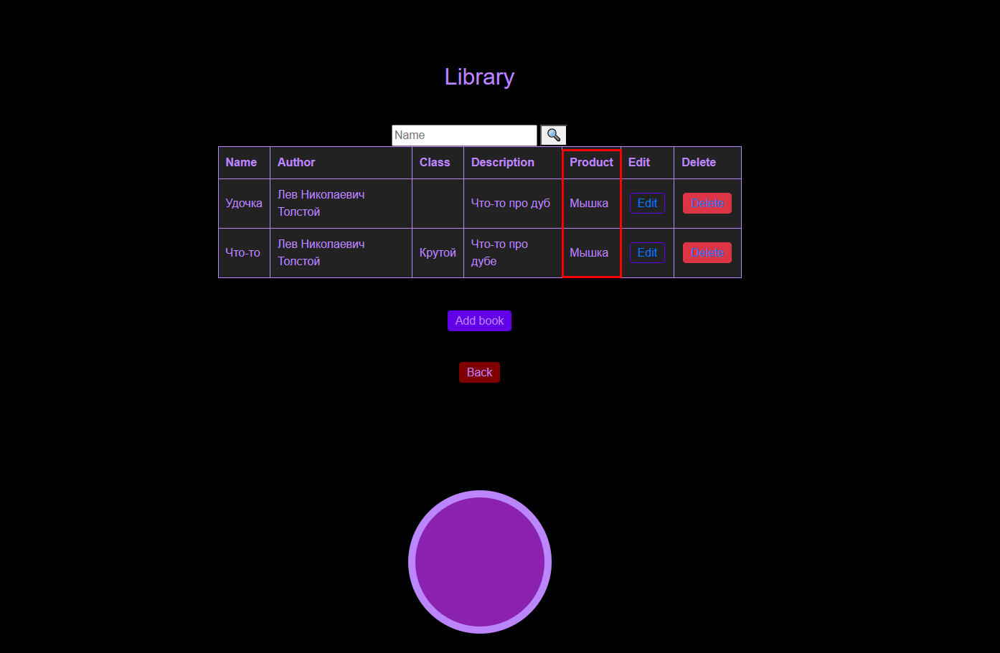 Library
Name
Name Author Class Description Product Edit Delete
Удочка Лев Николаевич Что-то про дуб Мышка Edit Delete
Толстой
Что-то Лев Николаевич Крутой Что-то про Мышка Edit Delete
Толстой дубе
Add book
Back